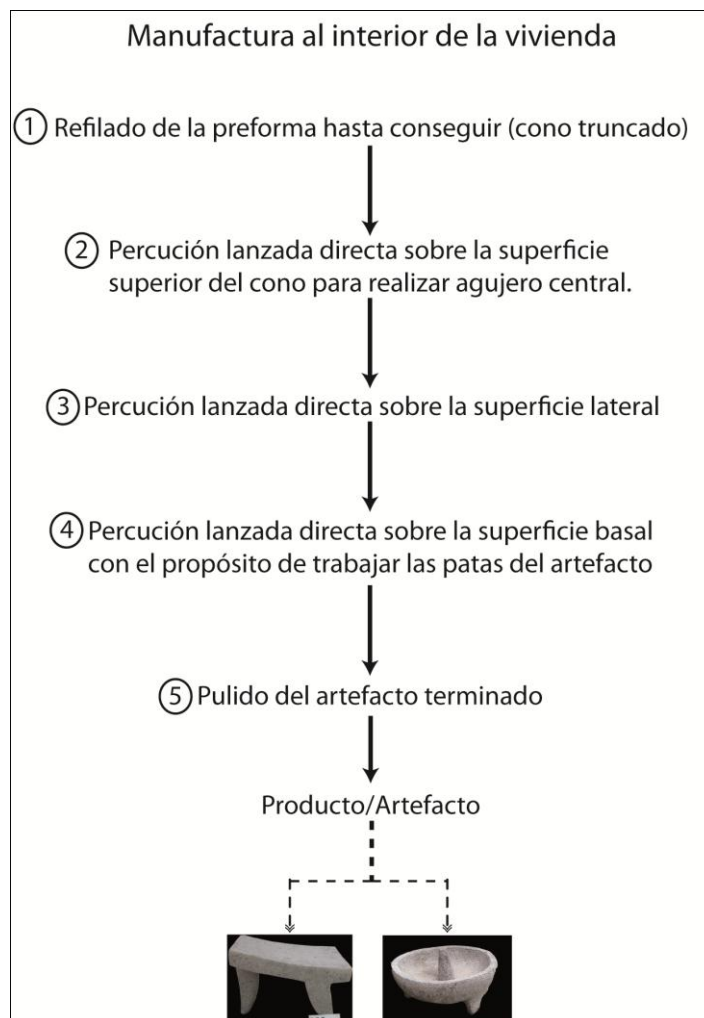 Manufactura al interior de la vivienda
① Refilado de la preforma hasta conseguir (cono truncado)
② Percución lanzada directa sobre la superficie
superior del cono para realizar agujero central.
③ Percución lanzada directa sobre la superficie lateral
④ Percución lanzada directa sobre la superficie basal
con el propósito de trabajar las patas del artefacto
⑤ Pulido del artefacto terminado
Producto/Artefacto